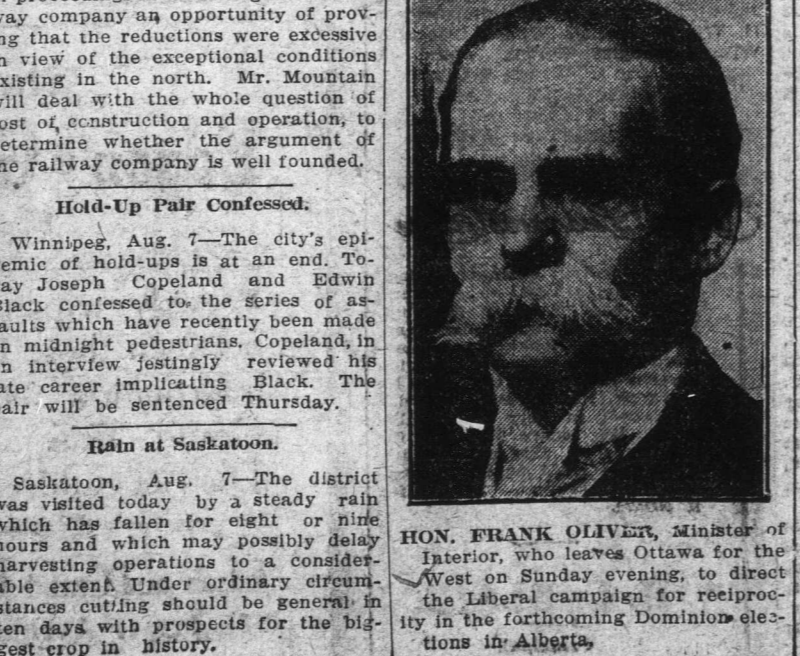 way company an opportunity of prov-
ng that the reductions were excessive
n view of the exceptional conditions
xisting in the north. Mr. Mountain
will deal with the whole question of
ost of construction and operation, to
etermine whether the argument of
he railway company is well founded.
Hold-Up Pair Confessed.
Winnipeg, Aug. 7—The city's epi-
emic of hold-ups is at an end. To-
ay Joseph Copeland and Edwin
Black confessed to the series of as-
aults which have recently been made
n midnight pedestrians. Copeland, in
n interview jestingly reviewed his
ate career implicating Black. The
air will be sentenced Thursday.
Rain at Saskatoon.
Saskatoon, Aug. 7—The district
was visited today by a steady rain
which has fallen for eight or nine
hours and which may possibly delay
harvesting operations to a consider-
able extent. Under ordinary circum-
stances cutting should be general in
ten days with prospects for the big-
gest crop in history.
HON. FRANK OLIVER, Minister of
Interior, who leaves Ottawa for the
West on Sunday evening, to direct
the Liberal campaign for reciproc-
ity in the forthcoming Dominion elec-
tions in Alberta,